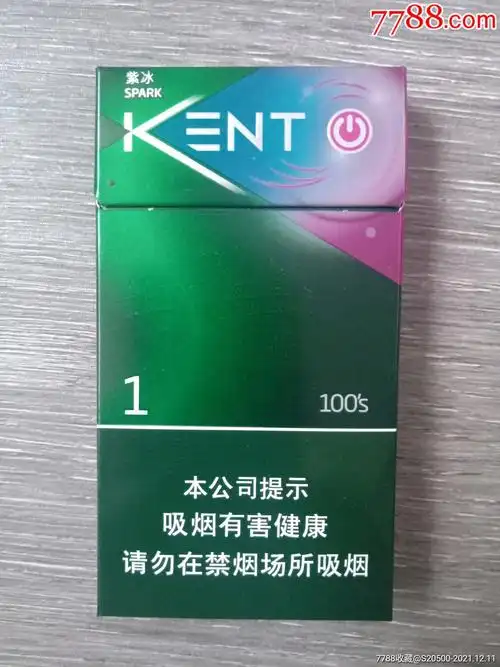 7788.com
紫冰
SPARK
KENT
1
100's
本公司提示
吸烟有害健康
请勿在禁烟场所吸烟
7788收藏@S20500-2021.12.11